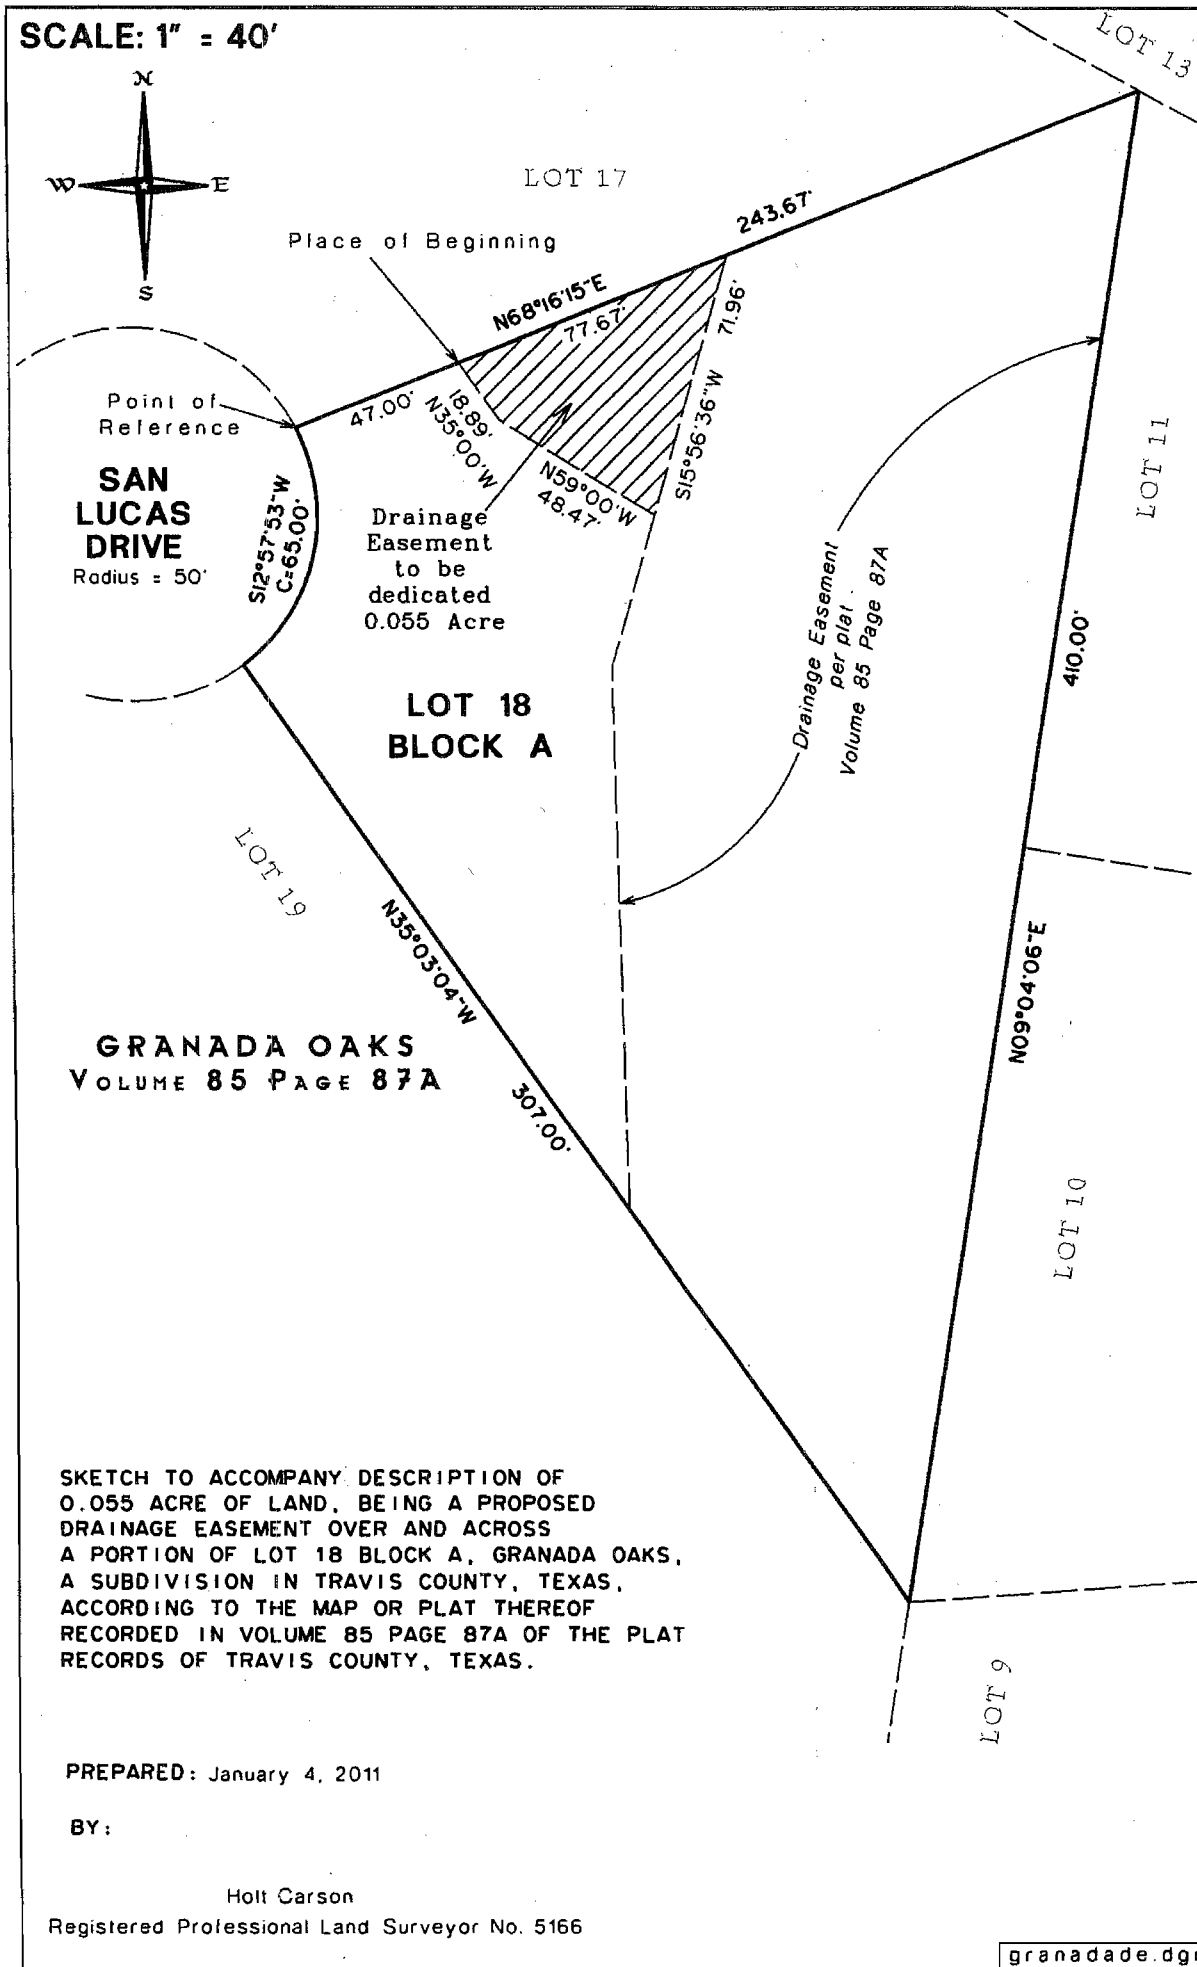 SCALE: 1" = 40'
N
W
E
S
LOT 13
LOT 17
243.67'
Place of Beginning
N68°16'15"E
77.67'
71.96'
Point of
Reference
47.00'
18.89'
N35°00'W
S15°56'36"W
LOT 11
SAN
LUCAS
DRIVE
Radius = 50'
S12°57'53"W
C=65.00'
N59°00'W
48.47'
Drainage
Easement
to be
dedicated
0.055 Acre
Drainage Easement
per plat
Volume 85 Page 87A
410.00'
LOT 18
BLOCK A
LOT 19
N35°03'04"W
N09°04'06"E
GRANADA OAKS
VOLUME 85 PAGE 87A
307.00'
LOT 10
SKETCH TO ACCOMPANY DESCRIPTION OF
0.055 ACRE OF LAND, BEING A PROPOSED
DRAINAGE EASEMENT OVER AND ACROSS
A PORTION OF LOT 18 BLOCK A, GRANADA OAKS,
A SUBDIVISION IN TRAVIS COUNTY, TEXAS,
ACCORDING TO THE MAP OR PLAT THEREOF
RECORDED IN VOLUME 85 PAGE 87A OF THE PLAT
RECORDS OF TRAVIS COUNTY, TEXAS.
LOT 9
PREPARED: January 4, 2011
BY:
Holt Carson
Registered Professional Land Surveyor No. 5166
granadade.dg